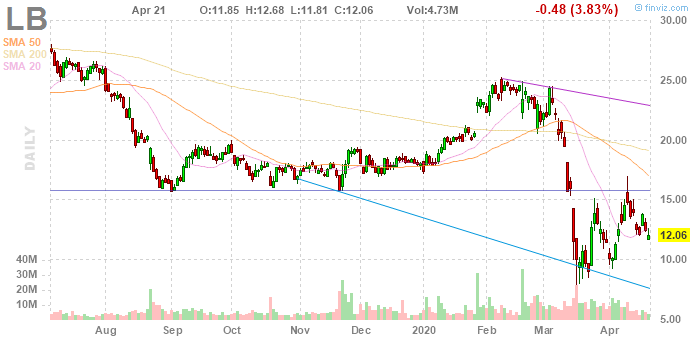 LB Apr 21 O:11.85 H:12.68 L:11.81 C:12.06 Vol:4.73M -0.48 (3.83%)
© finviz.com
SMA 50
SMA 200
SMA 20
DAILY
30.00
25.00
20.00
15.00
12.06
10.00
5.00
40M
30M
20M
10M
Aug Sep Oct Nov Dec 2020 Feb Mar Apr